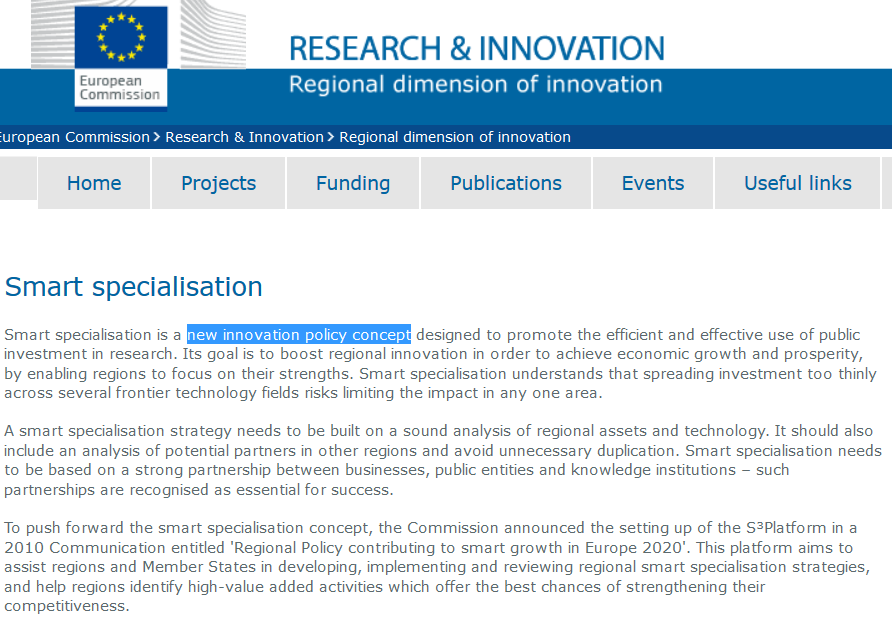 European
Commission
RESEARCH & INNOVATION
Regional dimension of innovation
European Commission > Research & Innovation > Regional dimension of innovation
Home Projects Funding Publications Events Useful links
Smart specialisation
Smart specialisation is a new innovation policy concept designed to promote the efficient and effective use of public
investment in research. Its goal is to boost regional innovation in order to achieve economic growth and prosperity,
by enabling regions to focus on their strengths. Smart specialisation understands that spreading investment too thinly
across several frontier technology fields risks limiting the impact in any one area.
A smart specialisation strategy needs to be built on a sound analysis of regional assets and technology. It should also
include an analysis of potential partners in other regions and avoid unnecessary duplication. Smart specialisation needs
to be based on a strong partnership between businesses, public entities and knowledge institutions – such
partnerships are recognised as essential for success.
To push forward the smart specialisation concept, the Commission announced the setting up of the S³Platform in a
2010 Communication entitled 'Regional Policy contributing to smart growth in Europe 2020'. This platform aims to
assist regions and Member States in developing, implementing and reviewing regional smart specialisation strategies,
and help regions identify high-value added activities which offer the best chances of strengthening their
competitiveness.